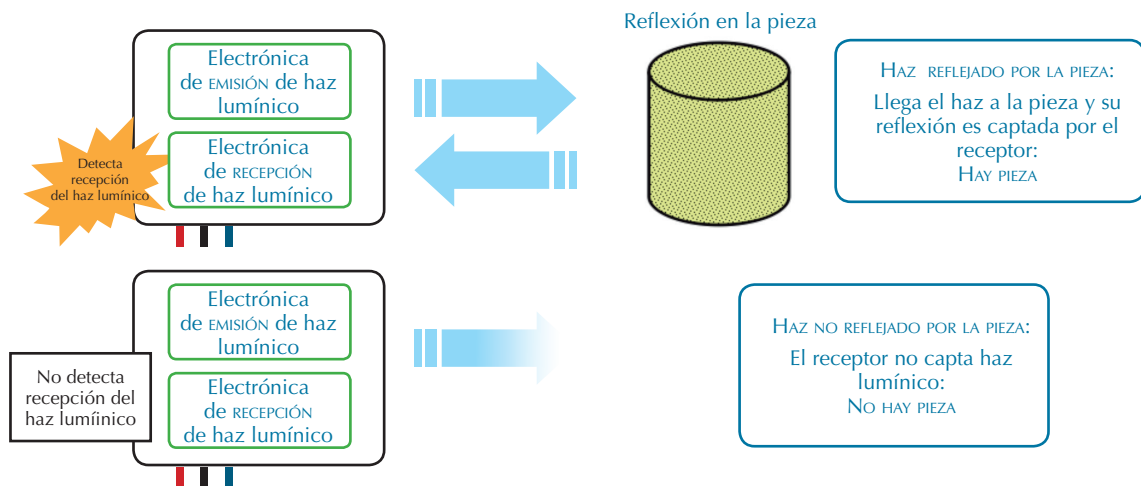 Reflexión en la pieza
Electrónica
de EMISIÓN de haz
lumínico
Electrónica
de RECEPCIÓN
de haz lumínico
Detecta
recepción
del haz lumínico
HAZ REFLEJADO POR LA PIEZA:
Llega el haz a la pieza y su
reflexión es captada por el
receptor:
HAY PIEZA
Electrónica
de EMISIÓN de haz
lumínico
Electrónica
de RECEPCIÓN
de haz lumínico
No detecta
recepción del
haz lumíinico
HAZ NO REFLEJADO POR LA PIEZA:
El receptor no capta haz
lumínico:
NO HAY PIEZA